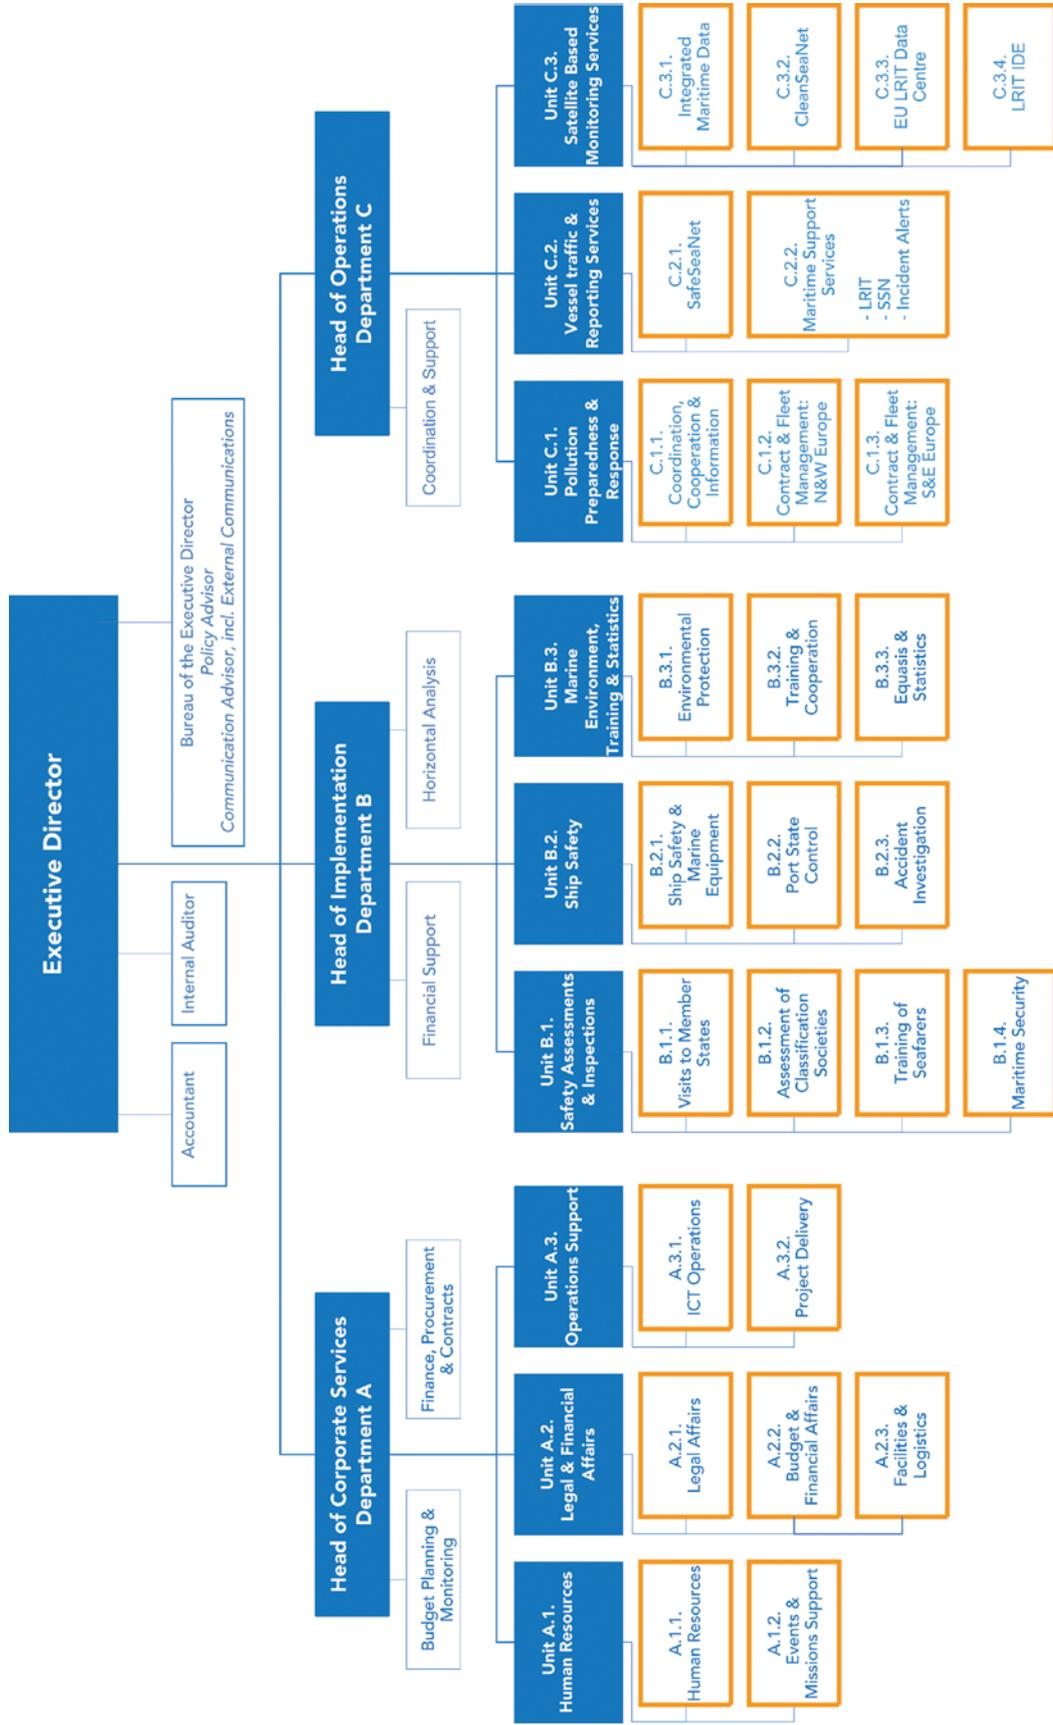 Executive Director
Accountant
Internal Auditor
Bureau of the Executive Director
Policy Advisor
Communication Advisor, incl. External Communications
Head of Corporate Services
Department A
Budget Planning &
Monitoring
Finance, Procurement
& Contracts
Unit A.1.
Human Resources
A.1.1.
Human Resources
A.1.2.
Events &
Missions Support
Unit A.2.
Legal & Financial
Affairs
A.2.1.
Legal Affairs
A.2.2.
Budget &
Financial Affairs
A.2.3.
Facilities &
Logistics
Unit A.3.
Operations Support
A.3.1.
ICT Operations
A.3.2.
Project Delivery
Head of Implementation
Department B
Financial Support
Horizontal Analysis
Unit B.1.
Safety Assessments
& Inspections
B.1.1.
Visits to Member
States
B.1.2.
Assessment of
Classification
Societies
B.1.3.
Training of
Seafarers
B.1.4.
Maritime Security
Unit B.2.
Ship Safety
B.2.1.
Ship Safety &
Marine
Equipment
B.2.2.
Port State
Control
B.2.3.
Accident
Investigation
Unit B.3.
Marine
Environment,
Training & Statistics
B.3.1.
Environmental
Protection
B.3.2.
Training &
Cooperation
B.3.3.
Equasis &
Statistics
Head of Operations
Department C
Coordination & Support
Unit C.1.
Pollution
Preparedness &
Response
C.1.1.
Coordination,
Cooperation &
Information
C.1.2.
Contract & Fleet
Management:
N&W Europe
C.1.3.
Contract & Fleet
Management:
S&E Europe
Unit C.2.
Vessel traffic &
Reporting Services
C.2.1.
SafeSeaNet
C.2.2.
Maritime Support
Services
- LRIT
- SSN
- Incident Alerts
Unit C.3.
Satellite Based
Monitoring Services
C.3.1.
Integrated
Maritime Data
C.3.2.
CleanSeaNet
C.3.3.
EU LRIT Data
Centre
C.3.4.
LRIT IDE